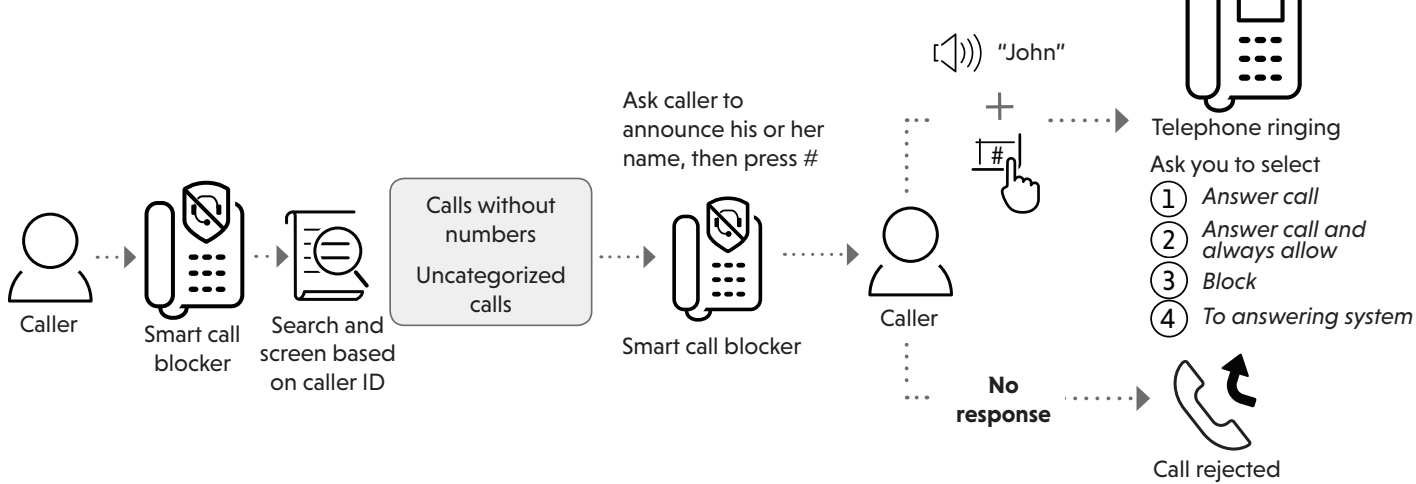 Caller
Smart call
blocker
Search and
screen based
on caller ID
Calls without
numbers
Uncategorized
calls
Ask caller to
announce his or her
name, then press #
Smart call blocker
Caller
“John”
+
#
No
response
Telephone ringing
Ask you to select
1 Answer call
2 Answer call and
always allow
3 Block
4 To answering system
Call rejected